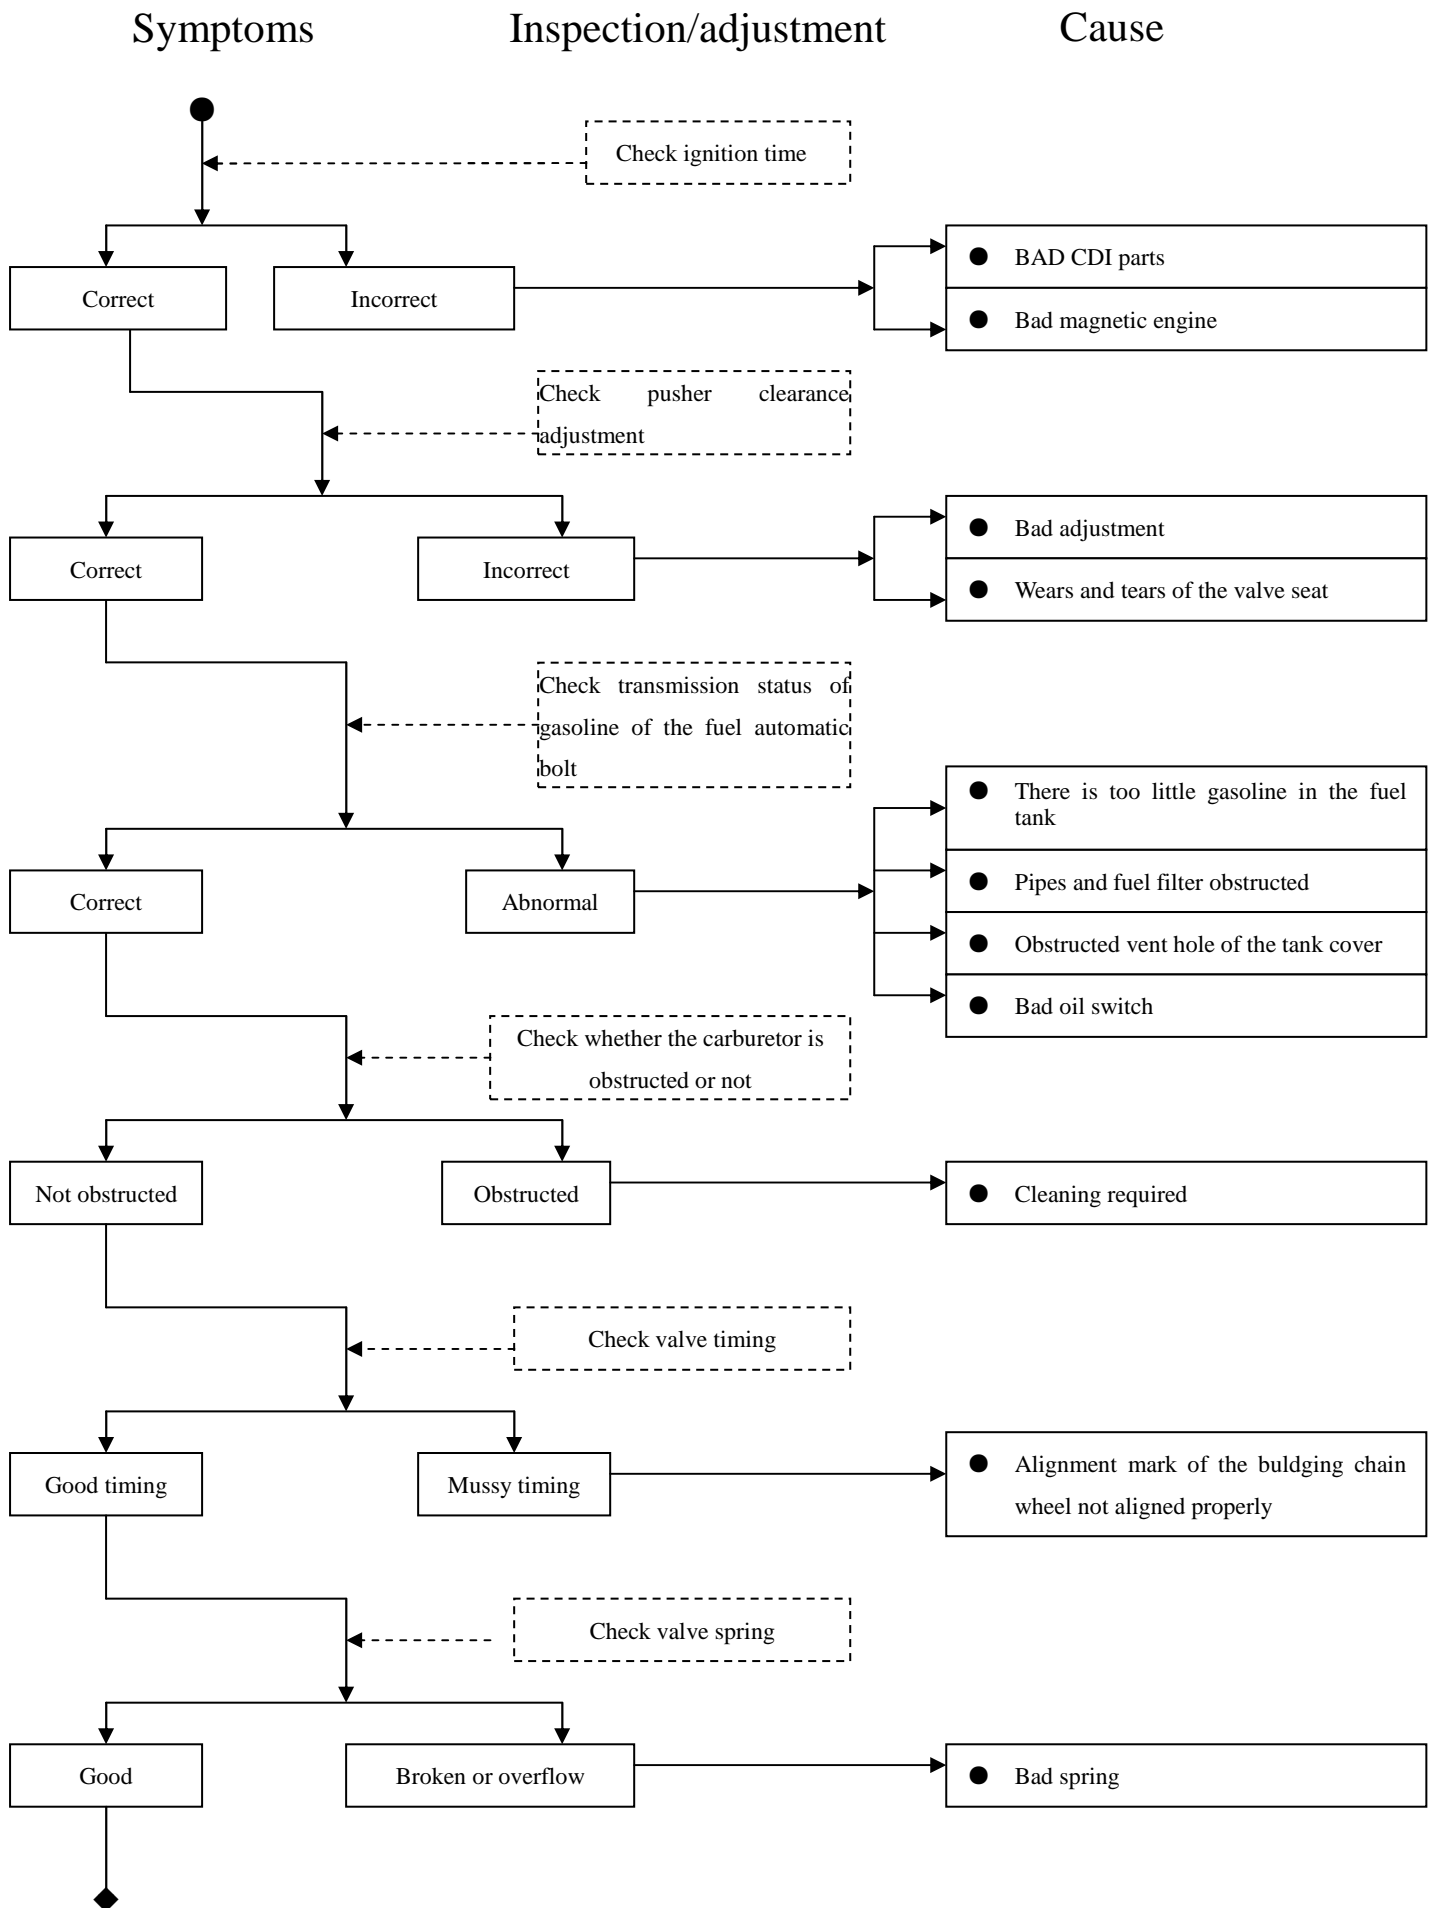 Symptoms Inspection/adjustment Cause
Check ignition time
Correct
Incorrect
● BAD CDI parts
● Bad magnetic engine
Check pusher clearance
adjustment
Correct
Incorrect
● Bad adjustment
● Wears and tears of the valve seat
Check transmission status of
gasoline of the fuel automatic
bolt
Correct
Abnormal
● There is too little gasoline in the fuel
tank
● Pipes and fuel filter obstructed
● Obstructed vent hole of the tank cover
● Bad oil switch
Check whether the carburetor is
obstructed or not
Not obstructed
Obstructed
● Cleaning required
Check valve timing
Good timing
Mussy timing
● Alignment mark of the buldging chain
wheel not aligned properly
Check valve spring
Good
Broken or overflow
● Bad spring